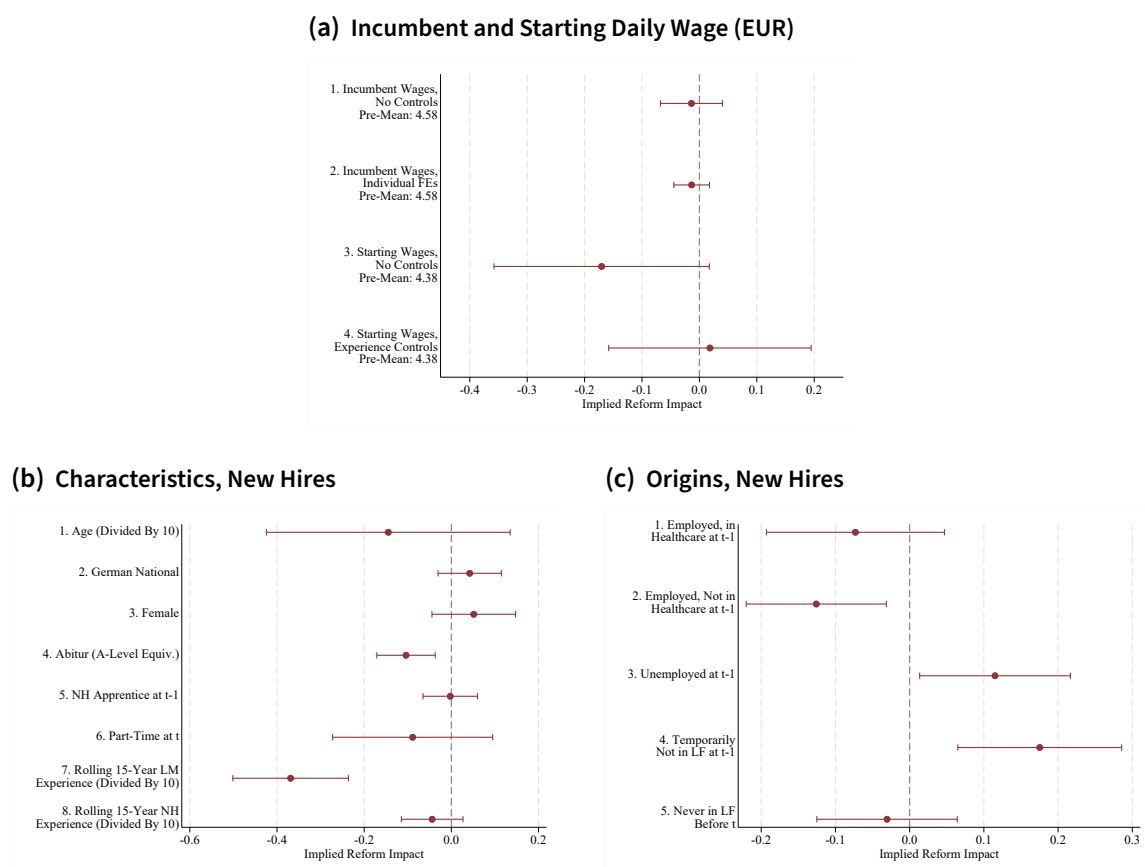 (a) Incumbent and Starting Daily Wage (EUR)
1. Incumbent Wages,
No Controls
Pre-Mean: 4.58
2. Incumbent Wages,
Individual FEs
Pre-Mean: 4.58
3. Starting Wages,
No Controls
Pre-Mean: 4.38
4. Starting Wages,
Experience Controls
Pre-Mean: 4.38
-0.4 -0.3 -0.2 -0.1 0.0 0.1 0.2
Implied Reform Impact
(b) Characteristics, New Hires
1. Age (Divided By 10)
2. German National
3. Female
4. Abitur (A-Level Equiv.)
5. NH Apprentice at t-1
6. Part-Time at t
7. Rolling 15-Year LM
Experience (Divided By 10)
8. Rolling 15-Year NH
Experience (Divided By 10)
-0.6 -0.4 -0.2 0.0 0.2
Implied Reform Impact
(c) Origins, New Hires
1. Employed, in
Healthcare at t-1
2. Employed, Not in
Healthcare at t-1
3. Unemployed at t-1
4. Temporarily
Not in LF at t-1
5. Never in LF
Before t
-0.2 -0.1 0.0 0.1 0.2 0.3
Implied Reform Impact